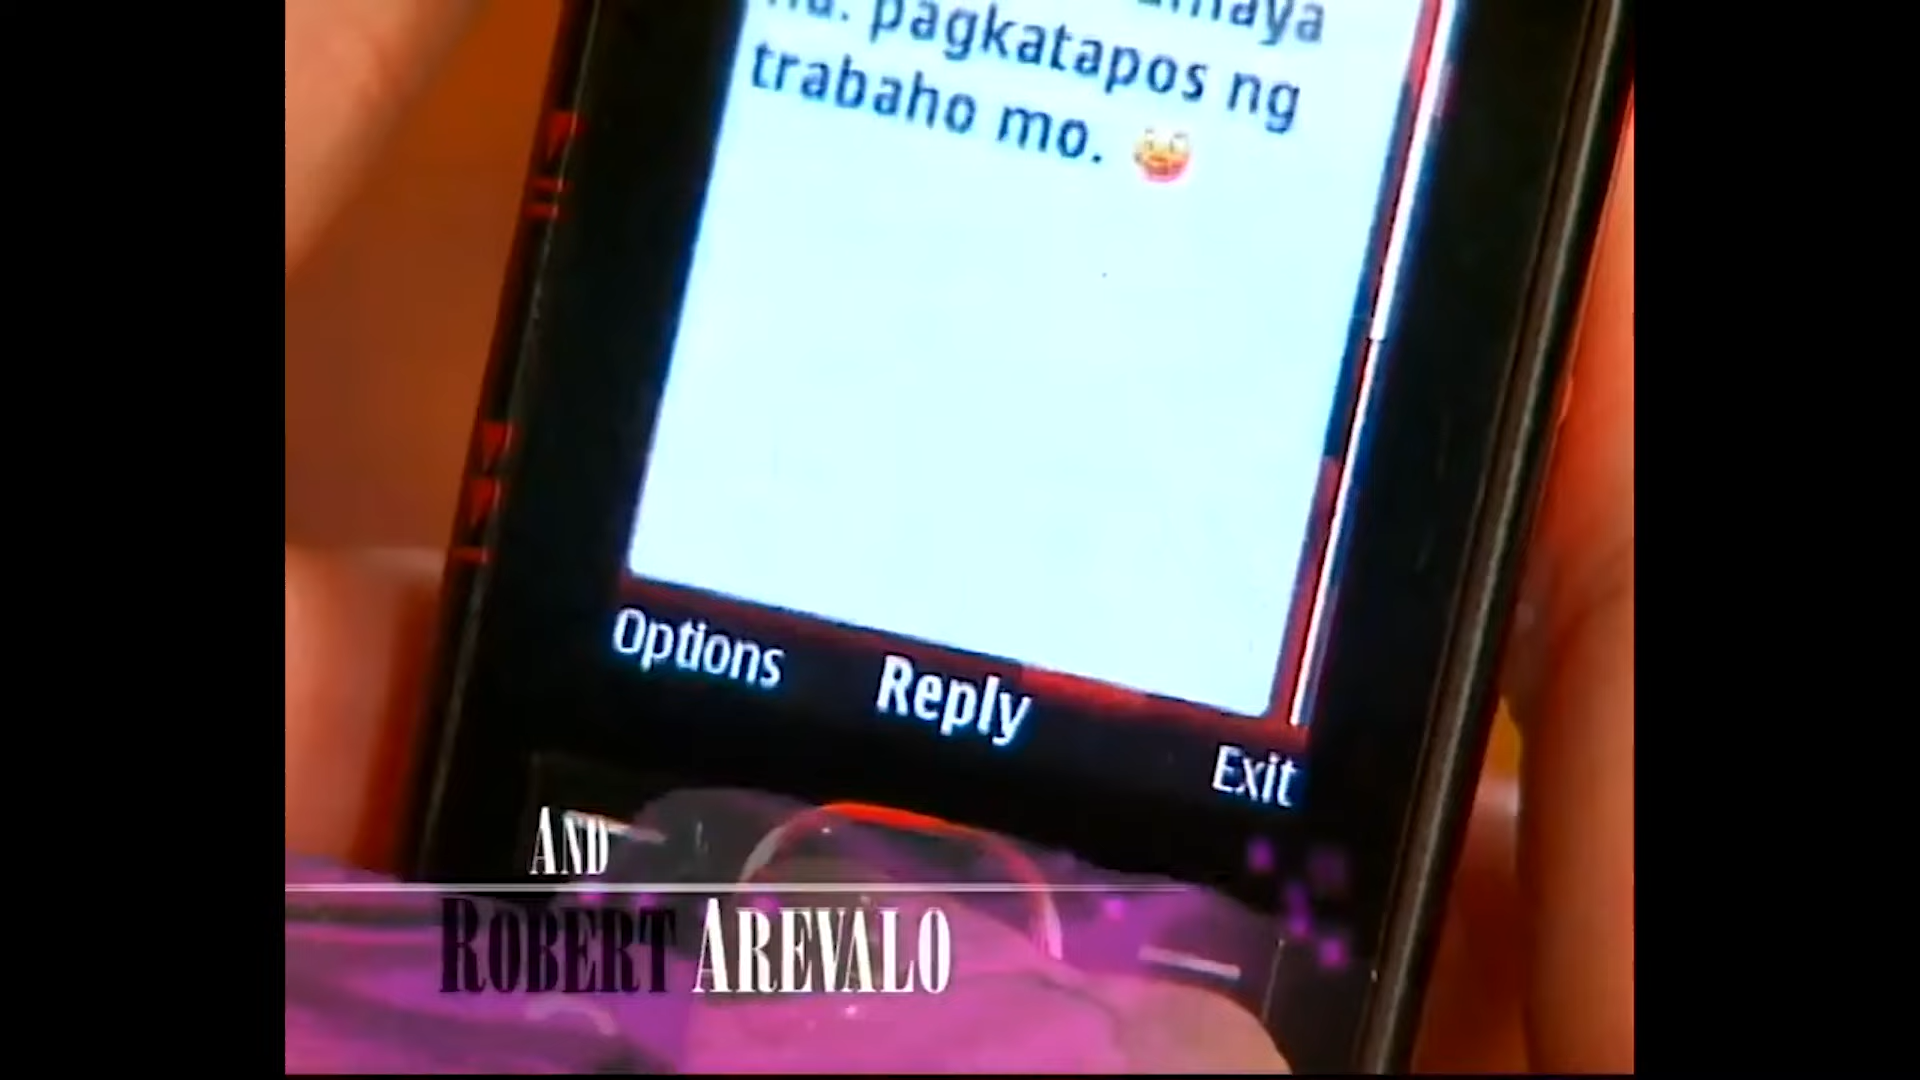 pagkatapos ng
trabaho mo.
Options Reply Exit
AND
ROBERT AREVALO